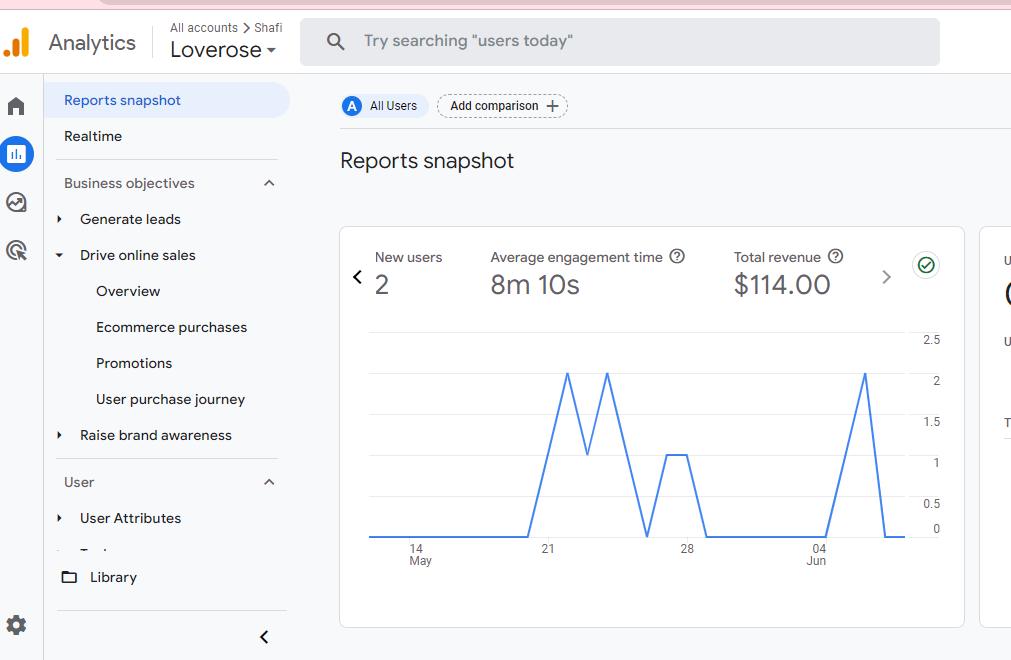 Analytics
All accounts > Shafi
Loverose
Try searching "users today"
Reports snapshot
Realtime
Business objectives
Generate leads
Drive online sales
Overview
Ecommerce purchases
Promotions
User purchase journey
Raise brand awareness
User
User Attributes
Library
A All Users
Add comparison +
Reports snapshot
New users
2
Average engagement time
8m 10s
Total revenue
$114.00
2.5
2
1.5
1
0.5
0
14
May
21
28
04
Jun